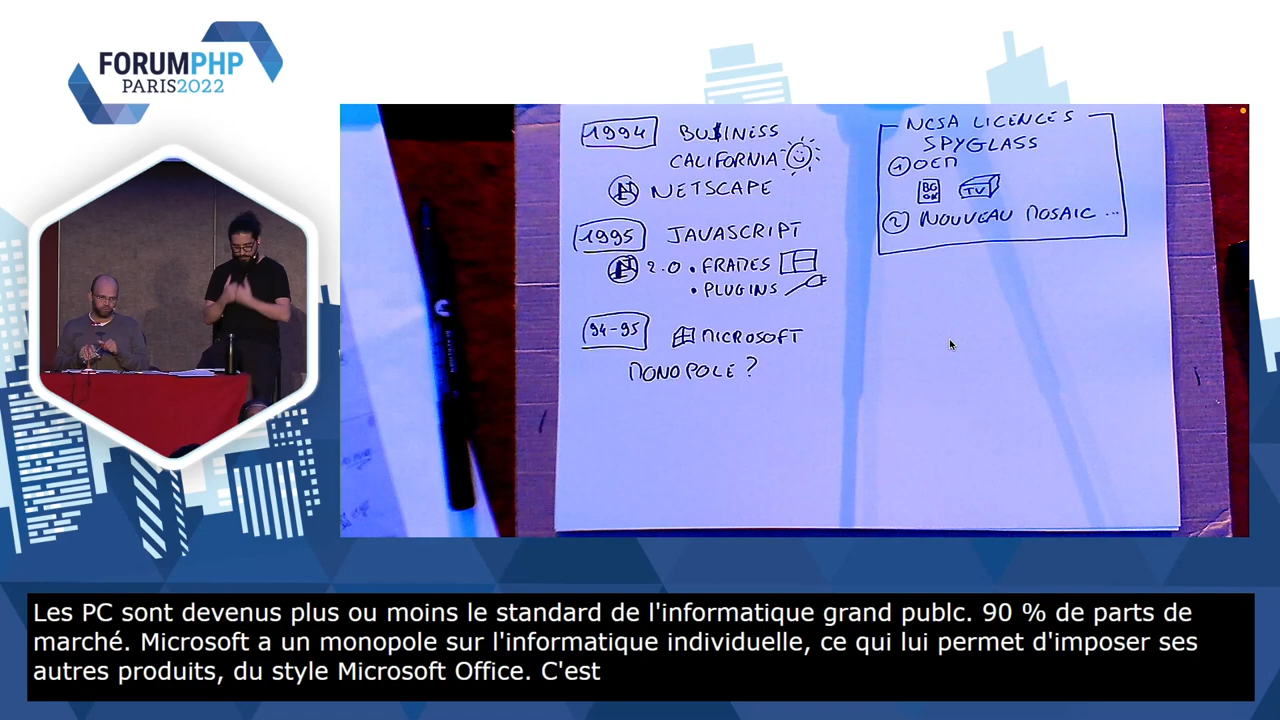 FORUMPHP
PARIS2022
1994 BUSINESS
CALIFORNIA
N NETSCAPE
1995 JAVASCRIPT
N 2.0 • FRAMES
• PLUGINS
94-95 MICROSOFT
MONOPOLE ?
NCSA LICENCES
SPYGLASS
1 OEM
TV
2 NOUVEAU MOSAIC ...
Les PC sont devenus plus ou moins le standard de l'informatique grand publc. 90 % de parts de
marché. Microsoft a un monopole sur l'informatique individuelle, ce qui lui permet d'imposer ses
autres produits, du style Microsoft Office. C'est